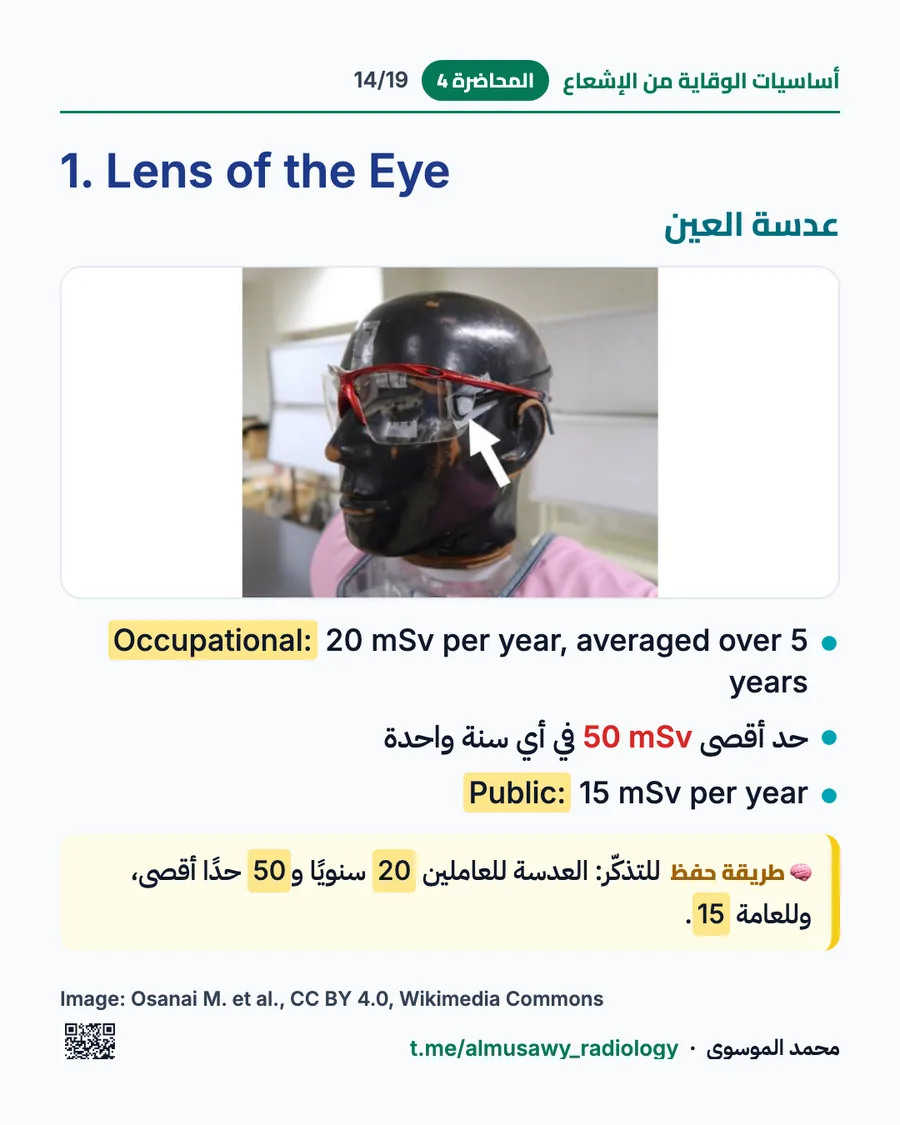 أساسيات الوقاية من الإشعاع المحاضرة 4 14/19
1. Lens of the Eye
عدسة العين
Occupational: 20 mSv per year, averaged over 5
years
حد أقصى 50 mSv في أي سنة واحدة
Public: 15 mSv per year
🧠 طريقة حفظ للتذكّر: العدسة للعاملين 20 سنويًا و50 حدًا أقصى،
وللعامة 15.
Image: Osanai M. et al., CC BY 4.0, Wikimedia Commons
محمد الموسوي · t.me/almusawy_radiology